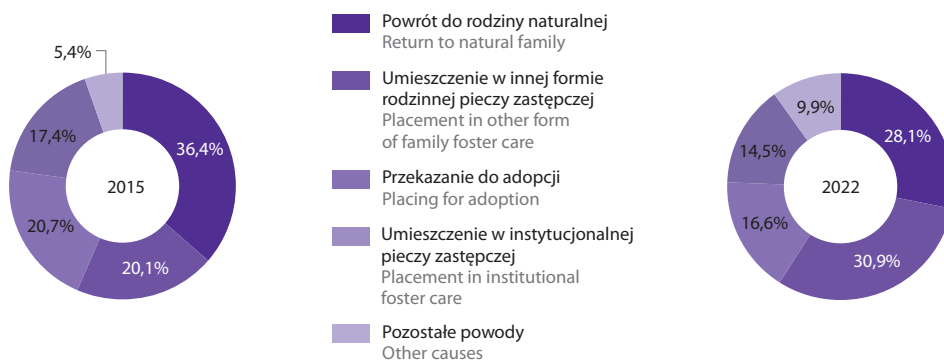 5,4%
17,4%
36,4%
2015
20,7%
20,1%
Powrót do rodziny naturalnej
Return to natural family
Umieszczenie w innej formie
rodzinnej pieczy zastępczej
Placement in other form
of family foster care
Przekazanie do adopcji
Placing for adoption
Umieszczenie w instytucjonalnej
pieczy zastępczej
Placement in institutional
foster care
Pozostałe powody
Other causes
9,9%
28,1%
14,5%
2022
16,6%
30,9%